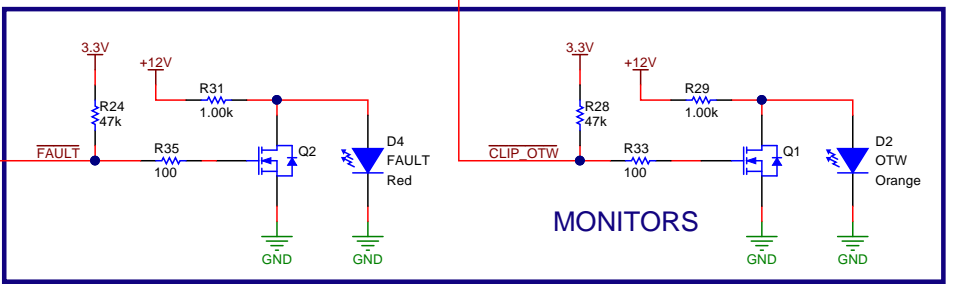 3.3V
+12V
R31
1.00k
R24
47k
FAULT
R35
100
Q2
D4
FAULT
Red
GND
GND
3.3V
+12V
R29
1.00k
R28
47k
CLIP_OTW
R33
100
Q1
D2
OTW
Orange
MONITORS
GND
GND